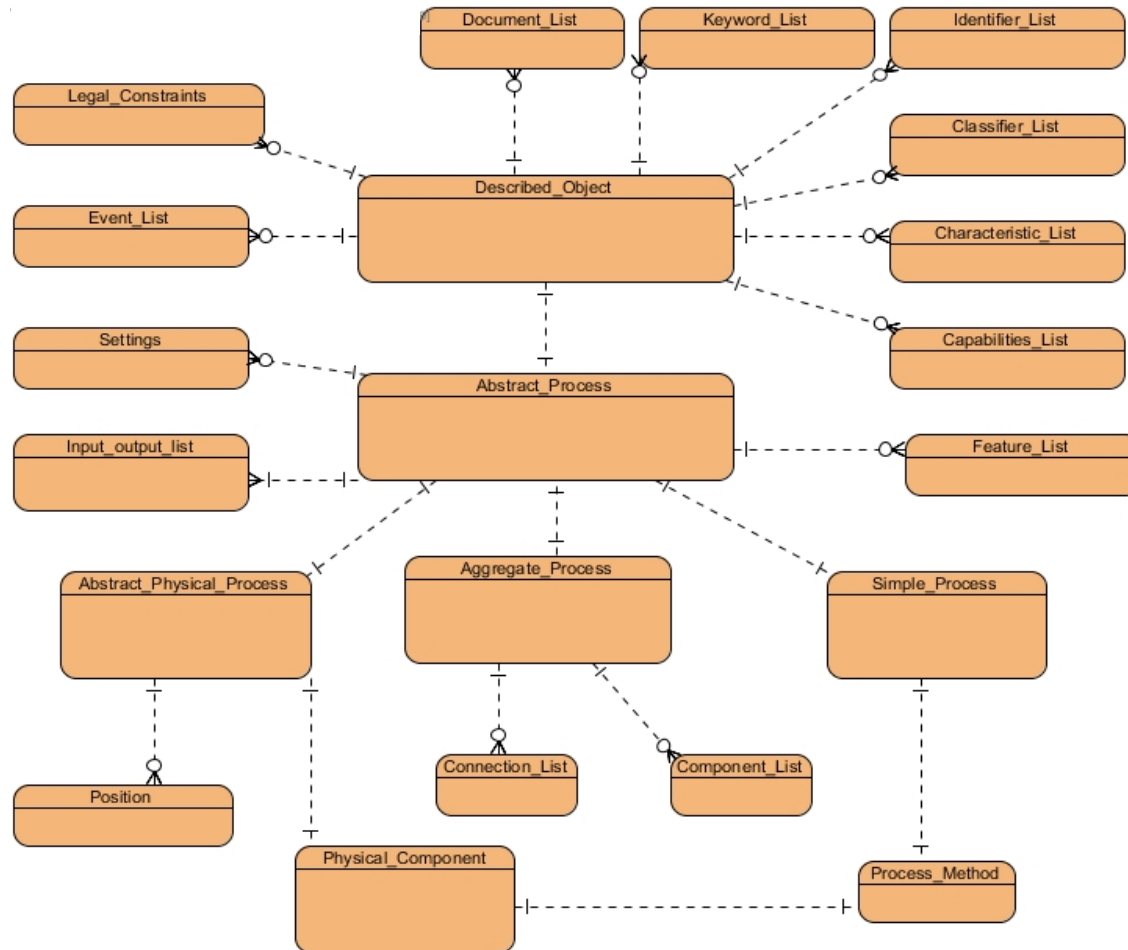 Document_List
Keyword_List
Identifier_List
Legal_Constraints
Classifier_List
Described_Object
Event_List
Characteristic_List
Settings
Capabilities_List
Abstract_Process
Input_output_list
Feature_List
Abstract_Physical_Process
Aggregate_Process
Simple_Process
Connection_List
Component_List
Position
Physical_Component
Process_Method